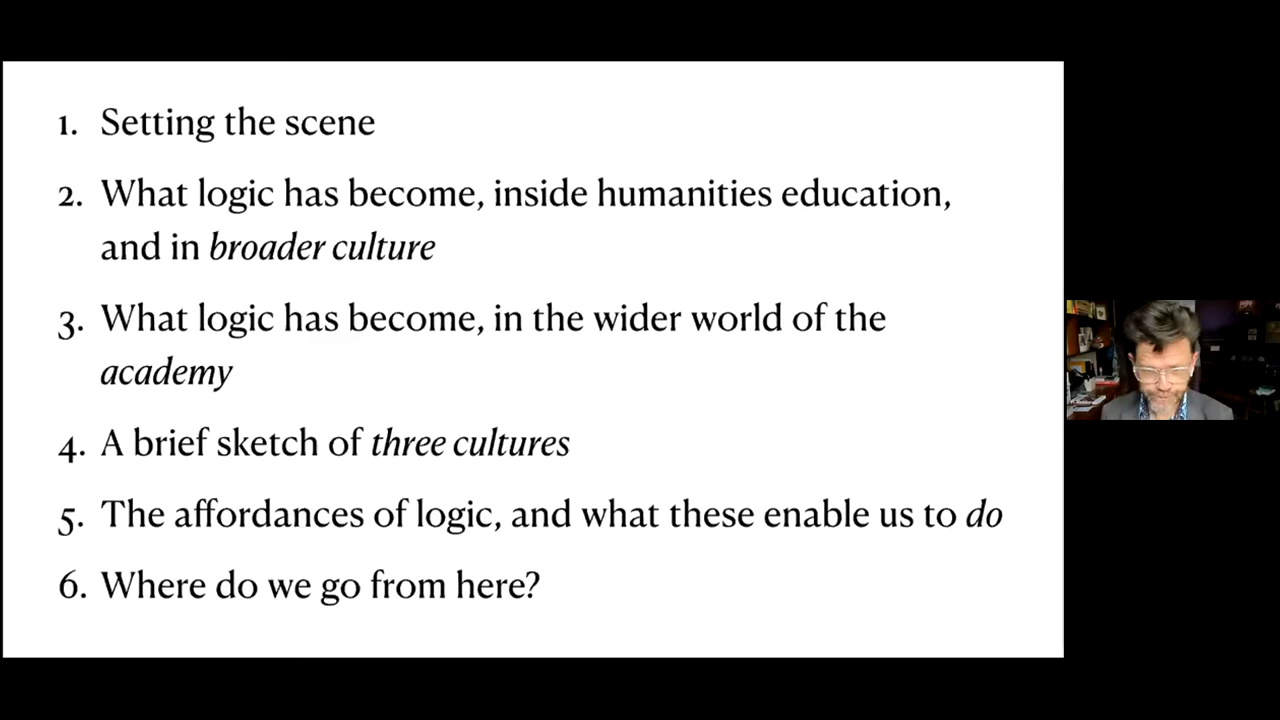 1. Setting the scene
2. What logic has become, inside humanities education,
and in broader culture
3. What logic has become, in the wider world of the
academy
4. A brief sketch of three cultures
5. The affordances of logic, and what these enable us to do
6. Where do we go from here?